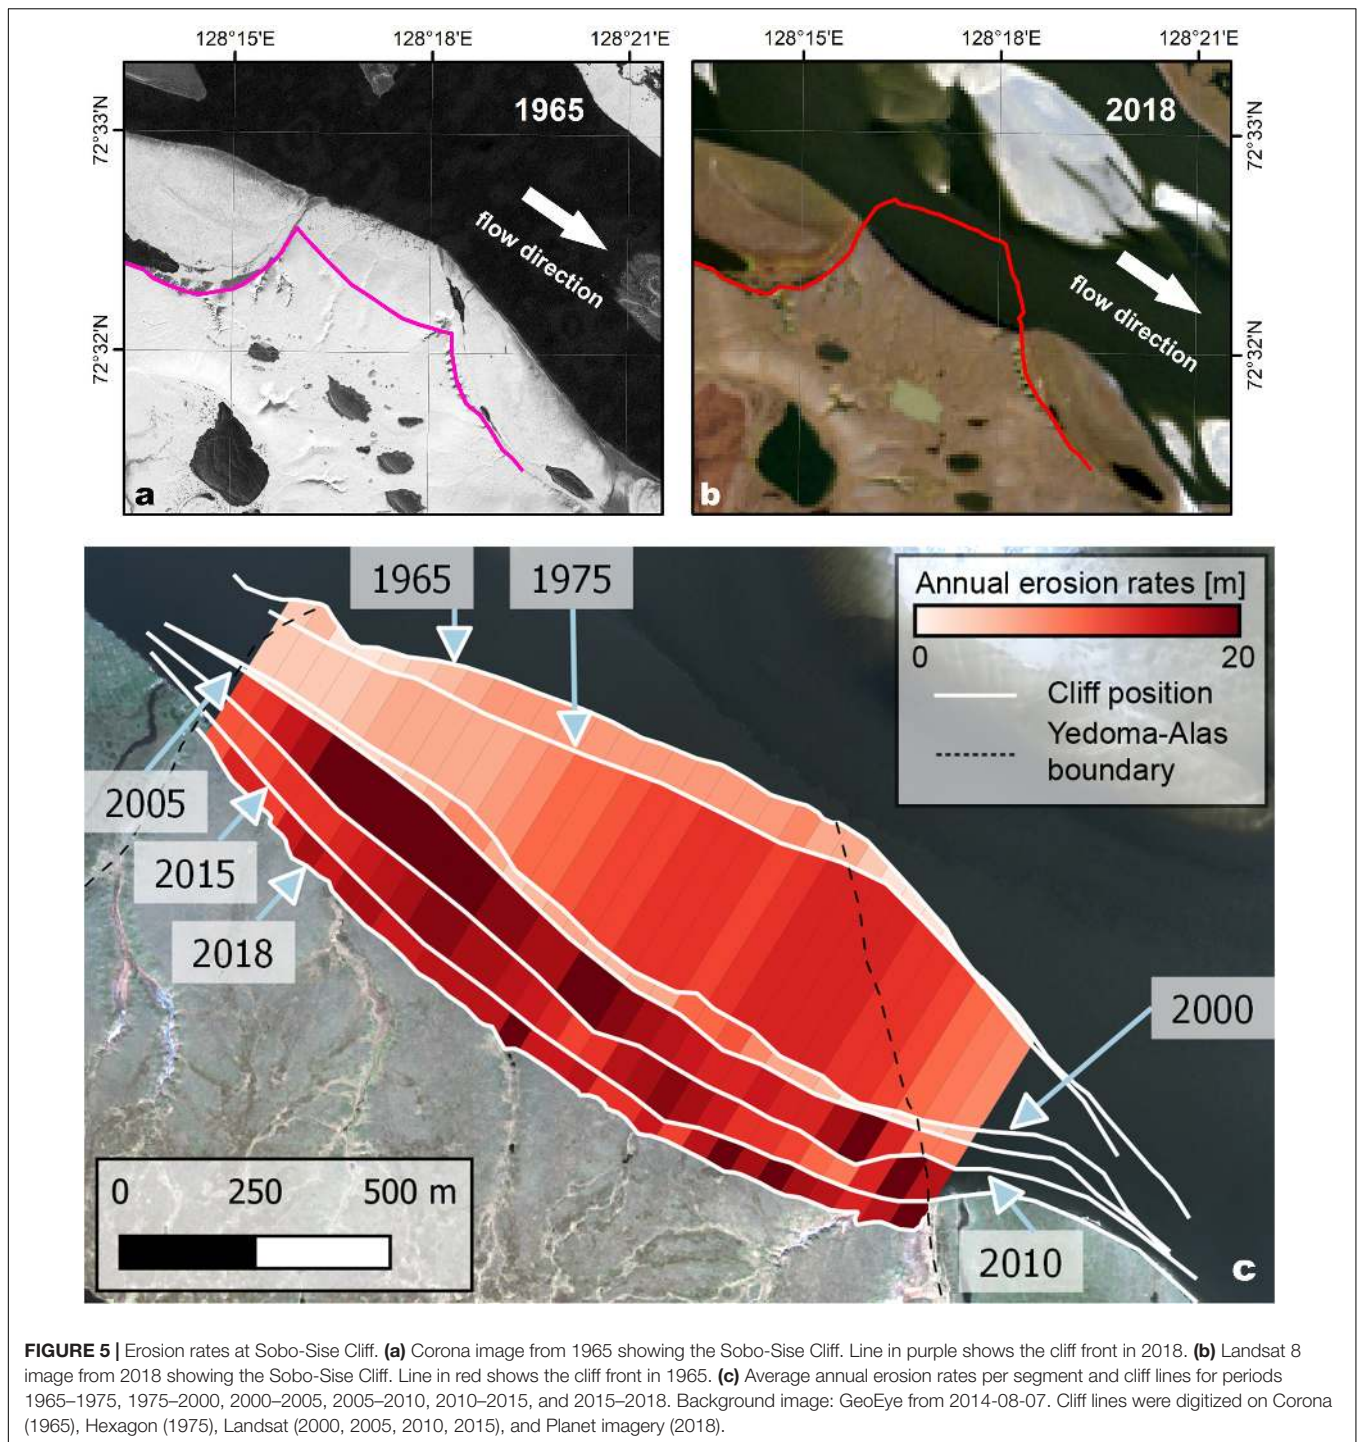 128°15'E 128°18'E 128°21'E
128°15'E 128°18'E 128°21'E
72°33'N
72°32'N
1965
flow direction
a
2018
flow direction
b
72°33'N
72°32'N
1965
1975
Annual erosion rates [m]
0 20
Cliff position
Yedoma-Alas
boundary
2005
2015
2018
2000
2010
0 250 500 m
c
FIGURE 5 | Erosion rates at Sobo-Sise Cliff. (a) Corona image from 1965 showing the Sobo-Sise Cliff. Line in purple shows the cliff front in 2018. (b) Landsat 8
image from 2018 showing the Sobo-Sise Cliff. Line in red shows the cliff front in 1965. (c) Average annual erosion rates per segment and cliff lines for periods
1965–1975, 1975–2000, 2000–2005, 2005–2010, 2010–2015, and 2015–2018. Background image: GeoEye from 2014-08-07. Cliff lines were digitized on Corona
(1965), Hexagon (1975), Landsat (2000, 2005, 2010, 2015), and Planet imagery (2018).